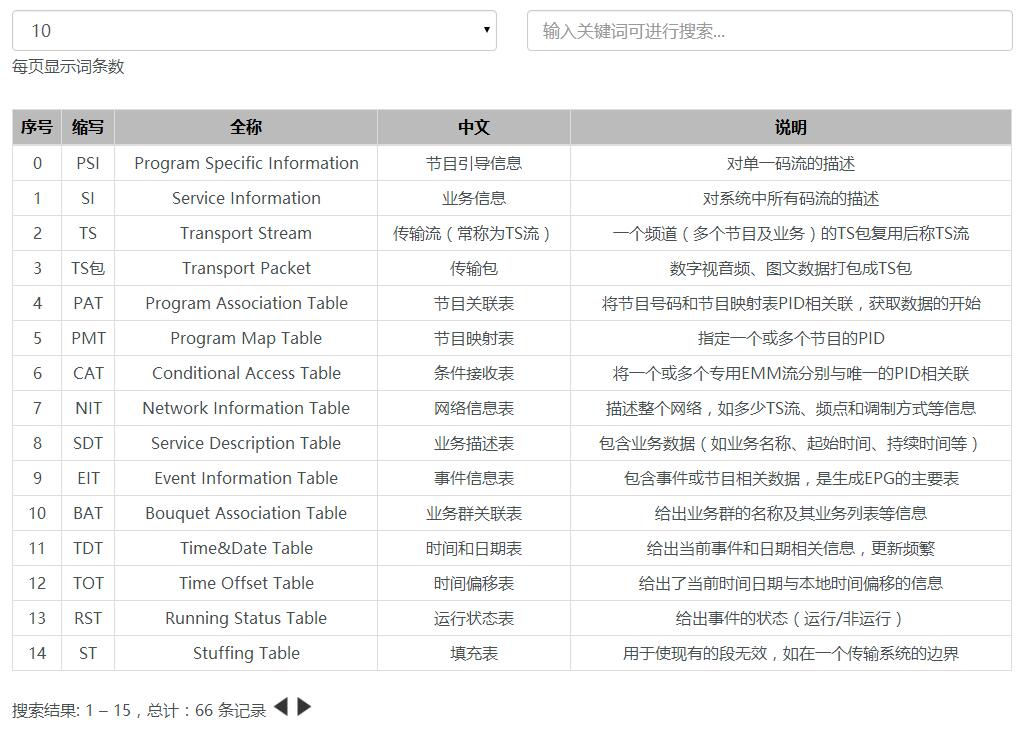 10
输入关键词可进行搜索...
每页显示词条数
序号 缩写 全称 中文 说明
0 PSI Program Specific Information 节目引导信息 对单一码流的描述
1 SI Service Information 业务信息 对系统中所有码流的描述
2 TS Transport Stream 传输流（常称为TS流） 一个频道（多个节目及业务）的TS包复用后称TS流
3 TS包 Transport Packet 传输包 数字视音频、图文数据打包成TS包
4 PAT Program Association Table 节目关联表 将节目号码和节目映射表PID相关联，获取数据的开始
5 PMT Program Map Table 节目映射表 指定一个或多个节目的PID
6 CAT Conditional Access Table 条件接收表 将一个或多个专用EMM流分别与唯一的PID相关联
7 NIT Network Information Table 网络信息表 描述整个网络，如多少TS流、频点和调制方式等信息
8 SDT Service Description Table 业务描述表 包含业务数据（如业务名称、起始时间、持续时间等）
9 EIT Event Information Table 事件信息表 包含事件或节目相关数据，是生成EPG的主要表
10 BAT Bouquet Association Table 业务群关联表 给出业务群的名称及其业务列表等信息
11 TDT Time&Date Table 时间和日期表 给出当前事件和日期相关信息，更新频繁
12 TOT Time Offset Table 时间偏移表 给出了当前时间日期与本地时间偏移的信息
13 RST Running Status Table 运行状态表 给出事件的状态（运行/非运行）
14 ST Stuffing Table 填充表 用于使现有的段无效，如在一个传输系统的边界
搜索结果: 1 – 15，总计：66 条记录